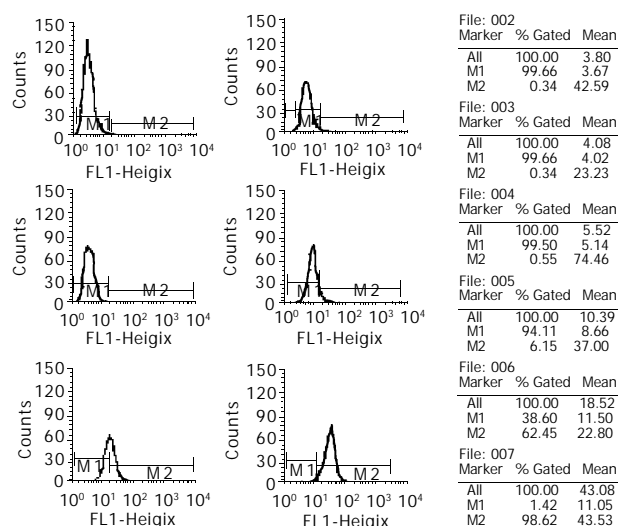 150
120
90
60
30
0
Counts
M1
M2
10⁰ 10¹ 10² 10³ 10⁴
FL1-Heigix
150
120
90
60
30
0
Counts
M1
M2
10⁰ 10¹ 10² 10³ 10⁴
FL1-Heigix
150
120
90
60
30
0
Counts
M1
M2
10⁰ 10¹ 10² 10³ 10⁴
FL1-Heigix
150
120
90
60
30
0
Counts
M1
M2
10⁰ 10¹ 10² 10³ 10⁴
FL1-Heigix
150
120
90
60
30
0
Counts
M1
M2
10⁰ 10¹ 10² 10³ 10⁴
FL1-Heigix
150
120
90
60
30
0
Counts
M1
M2
10⁰ 10¹ 10² 10³ 10⁴
FL1-Heigix
File: 002
Marker % Gated Mean
All 100.00 3.80
M1 99.66 3.67
M2 0.34 42.59
File: 003
Marker % Gated Mean
All 100.00 4.08
M1 99.66 4.02
M2 0.34 23.23
File: 004
Marker % Gated Mean
All 100.00 5.52
M1 99.50 5.14
M2 0.55 74.46
File: 005
Marker % Gated Mean
All 100.00 10.39
M1 94.11 8.66
M2 6.15 37.00
File: 006
Marker % Gated Mean
All 100.00 18.52
M1 38.60 11.50
M2 62.45 22.80
File: 007
Marker % Gated Mean
All 100.00 43.08
M1 1.42 11.05
M2 98.62 43.53